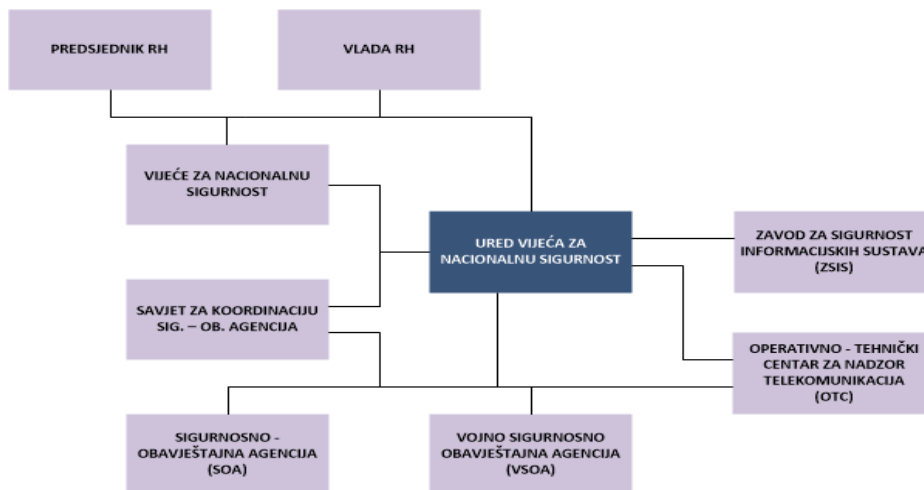 PREDSJEDNIK RH
VLADA RH
VIJEĆE ZA NACIONALNU
SIGURNOST
URED VIJEĆA ZA
NACIONALNU SIGURNOST
ZAVOD ZA SIGURNOST
INFORMACIJSKIH SUSTAVA
(ZSIS)
SAVJET ZA KOORDINACIJU
SIG. – OB. AGENCIJA
OPERATIVNO - TEHNIČKI
CENTAR ZA NADZOR
TELEKOMUNIKACIJA
(OTC)
SIGURNOSNO -
OBAVJEŠTAJNA AGENCIJA
(SOA)
VOJNO SIGURNOSNO
OBAVJEŠTAJNA AGENCIJA
(VSOA)